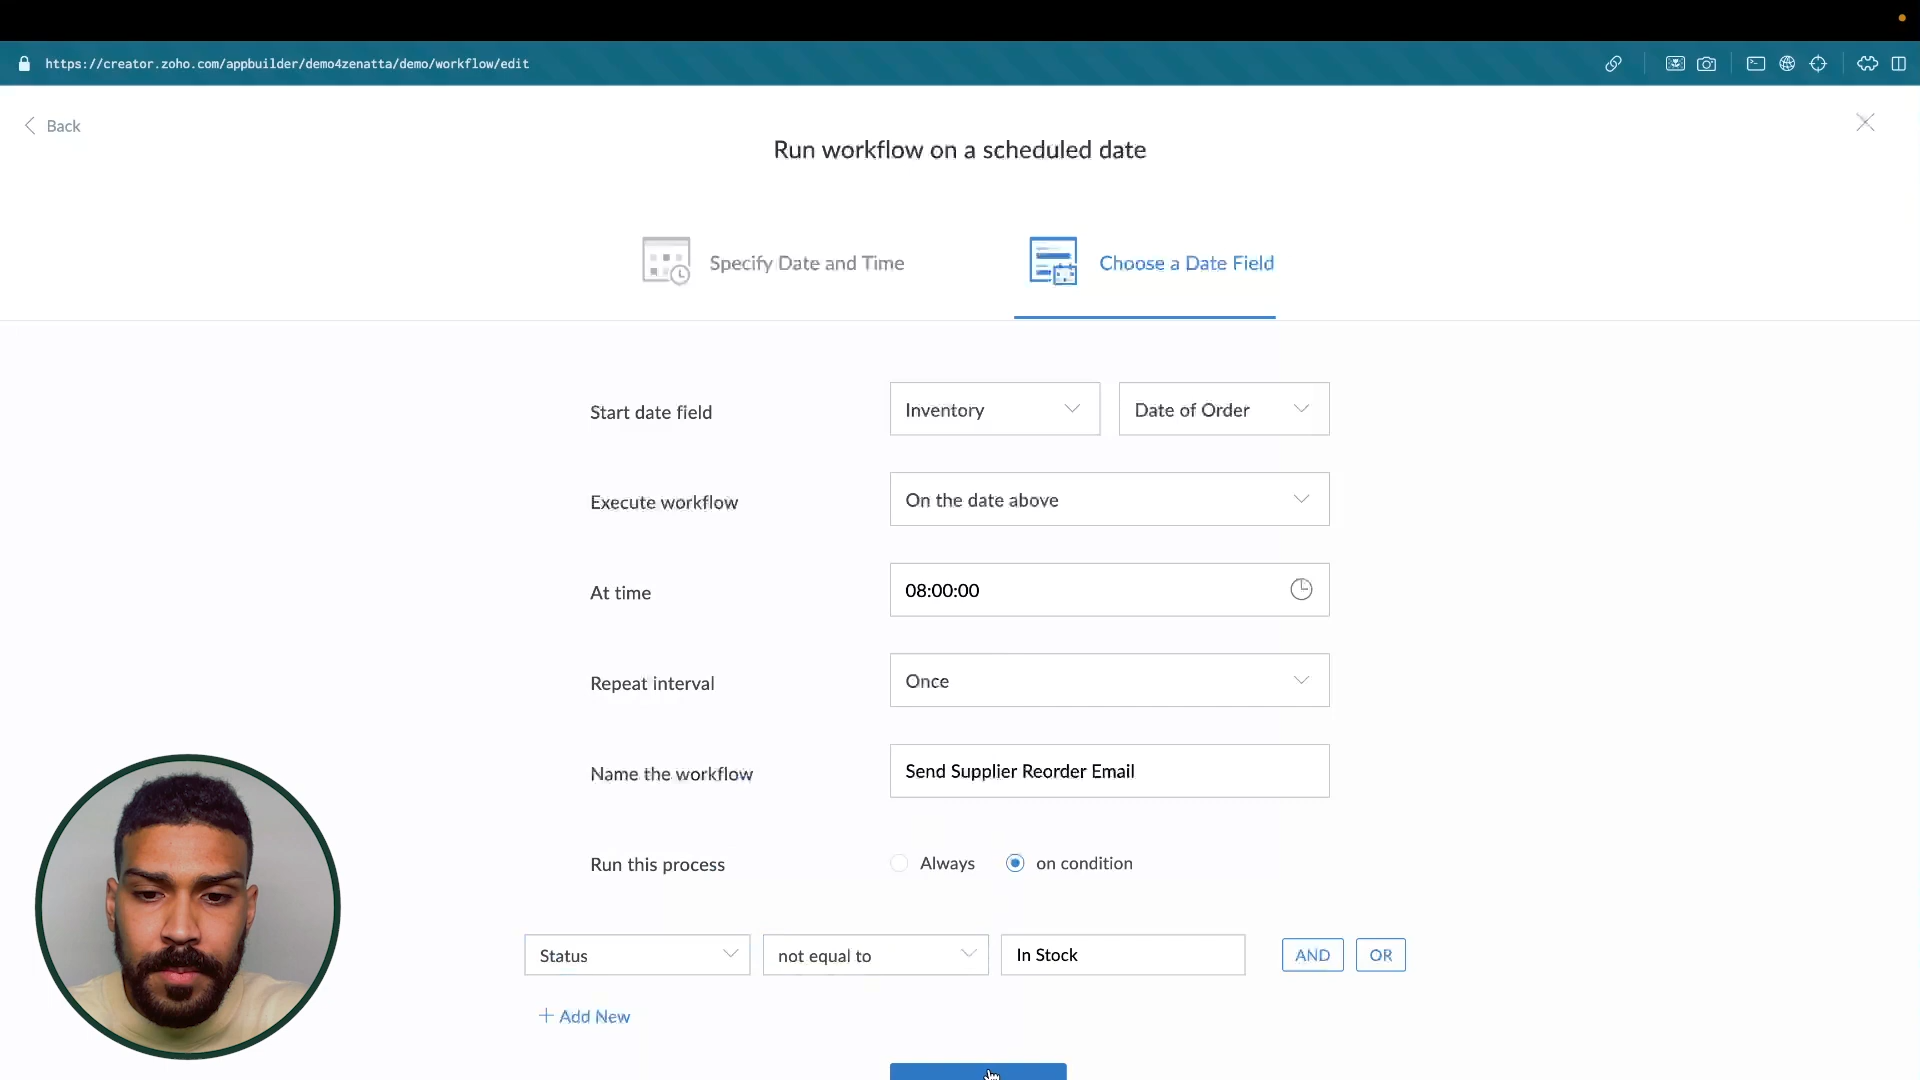 https://creator.zoho.com/appbuilder/demo4zenatta/demo/workflow/edit
Back
Run workflow on a scheduled date
Specify Date and Time
Choose a Date Field
Start date field
Inventory
Date of Order
Execute workflow
On the date above
At time
08:00:00
Repeat interval
Once
Name the workflow
Send Supplier Reorder Email
Run this process
Always
on condition
Status
not equal to
In Stock
AND
OR
+ Add New